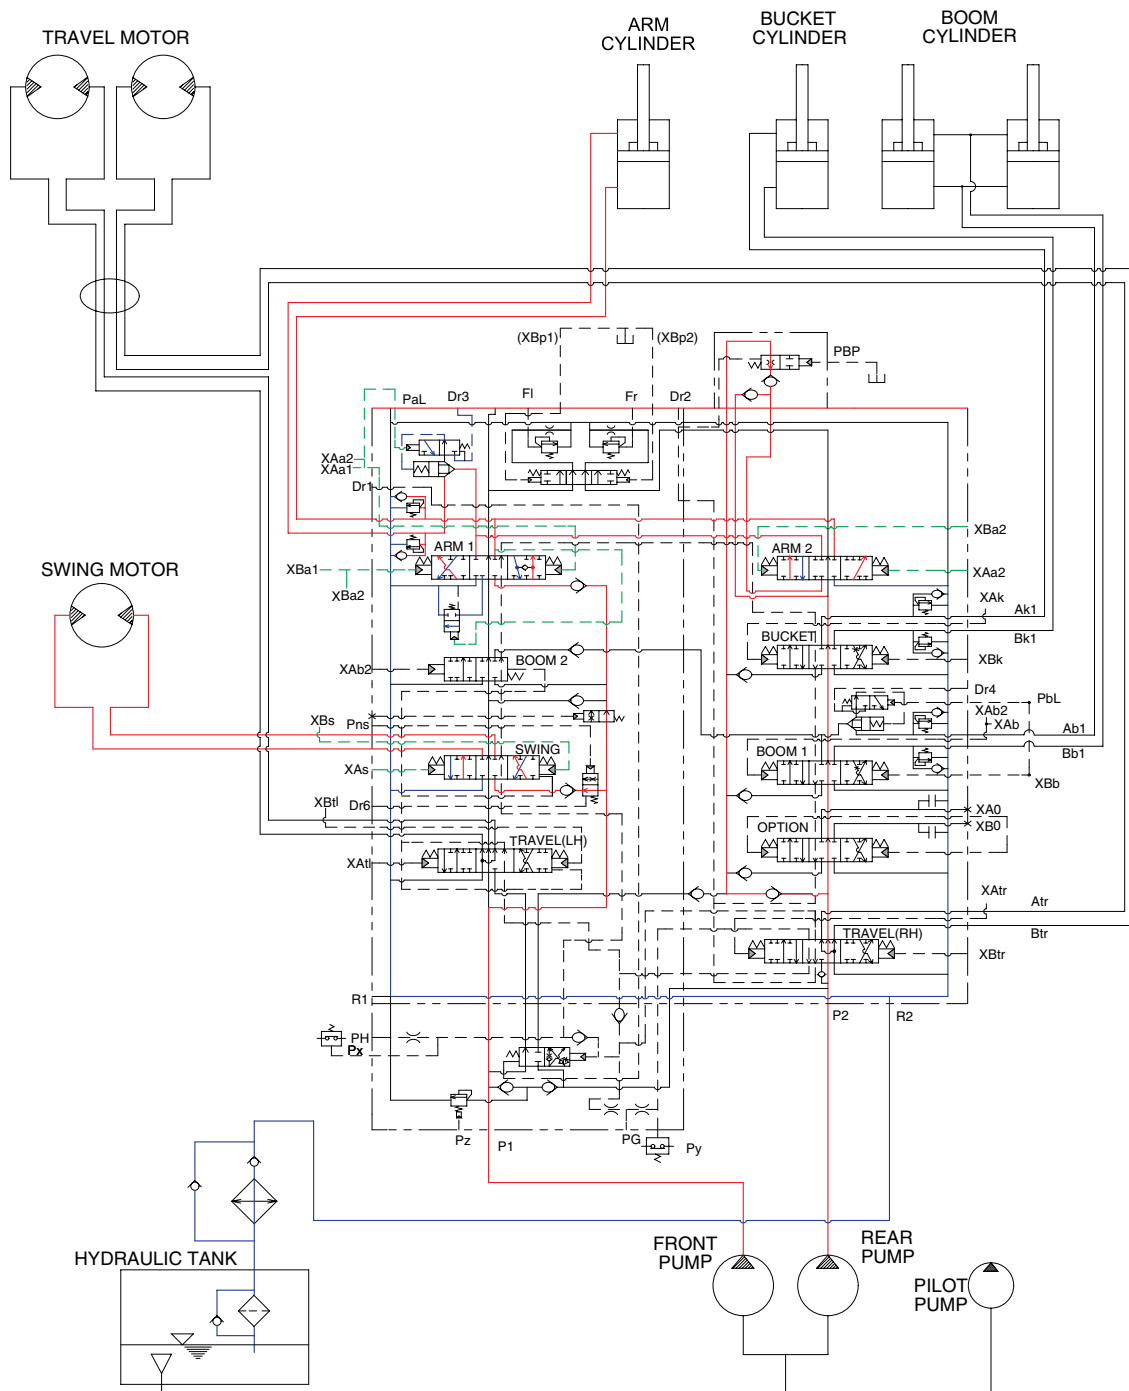 TRAVEL MOTOR
ARM
CYLINDER
BUCKET
CYLINDER
BOOM
CYLINDER
(XBp1)
(XBp2)
PBP
PaL
Dr3
Fl
Fr
Dr2
XAa2
XAa1
Dr1
ARM 1
ARM 2
XBa2
XBa1
XBa2
XAa2
SWING MOTOR
XAk
Ak1
BUCKET
Bk1
XAb2
BOOM 2
XBk
Dr4
PbL
XAb2
XAb
Ab1
XBs
Pns
SWING
Bb1
XAs
BOOM 1
XBb
XBtl
Dr6
XA0
XB0
OPTION
TRAVEL(LH)
XAtl
XAtr
Atr
TRAVEL(RH)
Btr
XBtr
R1
P2
R2
PH
Px
Pz
P1
PG
Py
HYDRAULIC TANK
FRONT
PUMP
REAR
PUMP
PILOT
PUMP